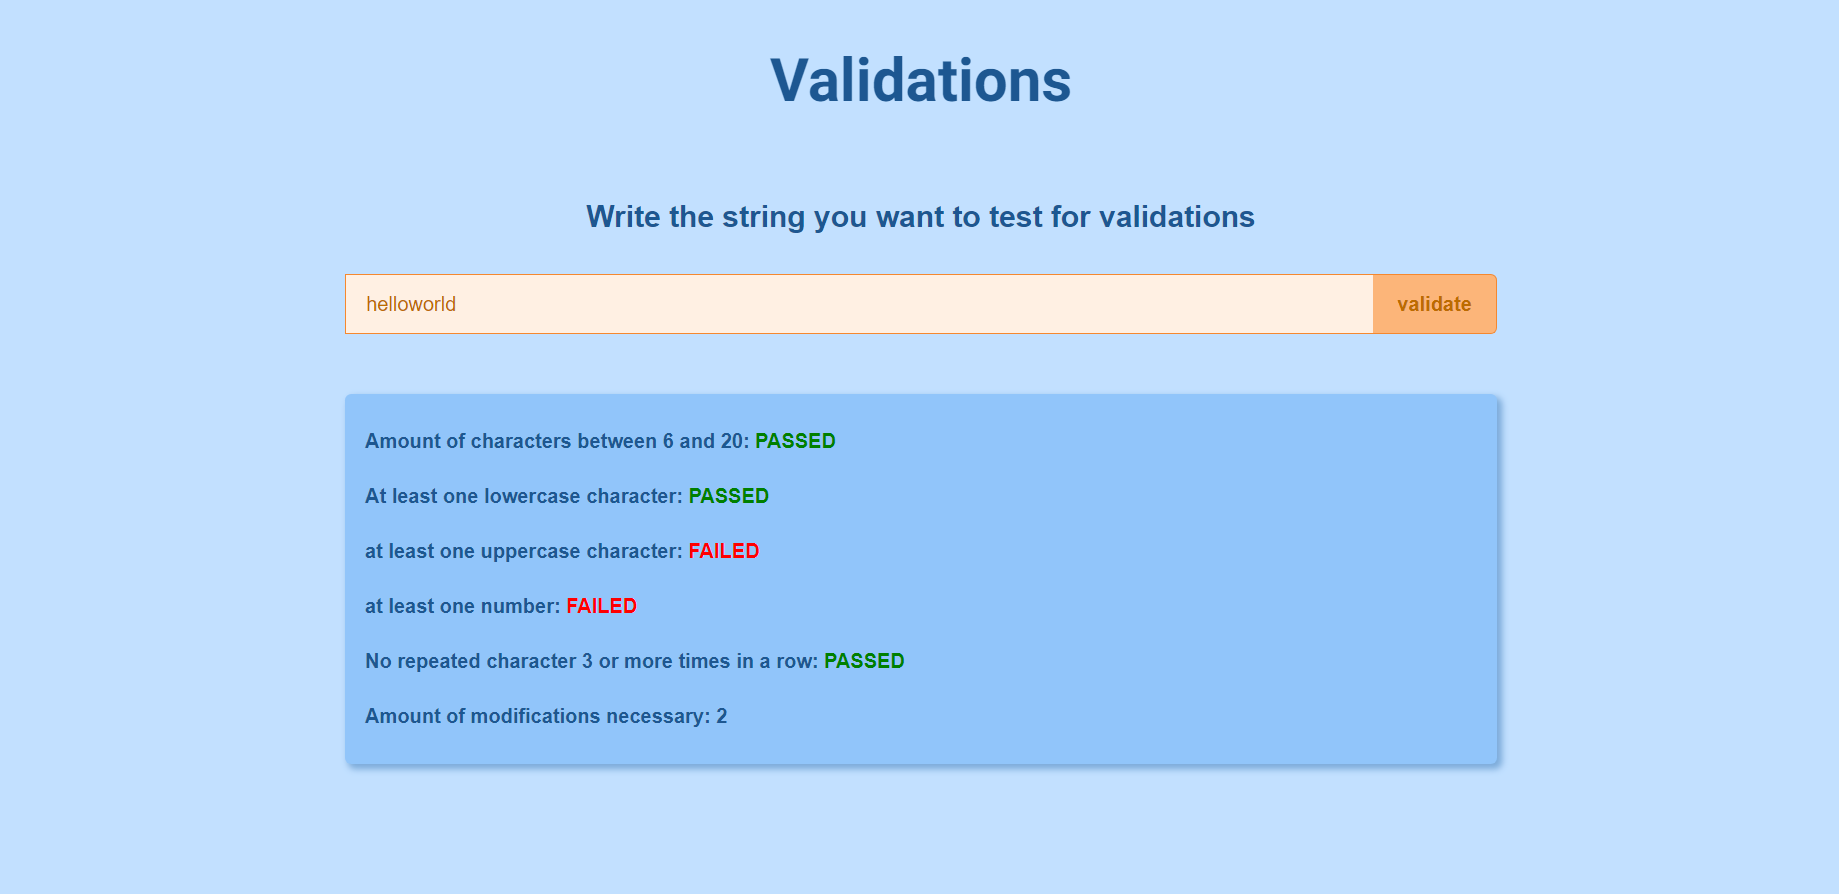 Validations
Write the string you want to test for validations
helloworld
validate
Amount of characters between 6 and 20: PASSED
At least one lowercase character: PASSED
at least one uppercase character: FAILED
at least one number: FAILED
No repeated character 3 or more times in a row: PASSED
Amount of modifications necessary: 2